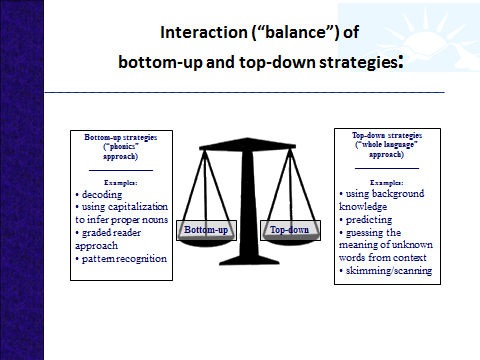 Interaction (“balance”) of
bottom-up and top-down strategies:
Bottom-up strategies
(“phonics”
approach)
Examples:
• decoding
• using capitalization
to infer proper nouns
• graded reader
approach
• pattern recognition
Bottom-up
Top-down
Top-down strategies
(“whole language”
approach)
Examples:
• using background
knowledge
• predicting
• guessing the
meaning of unknown
words from context
• skimming/scanning